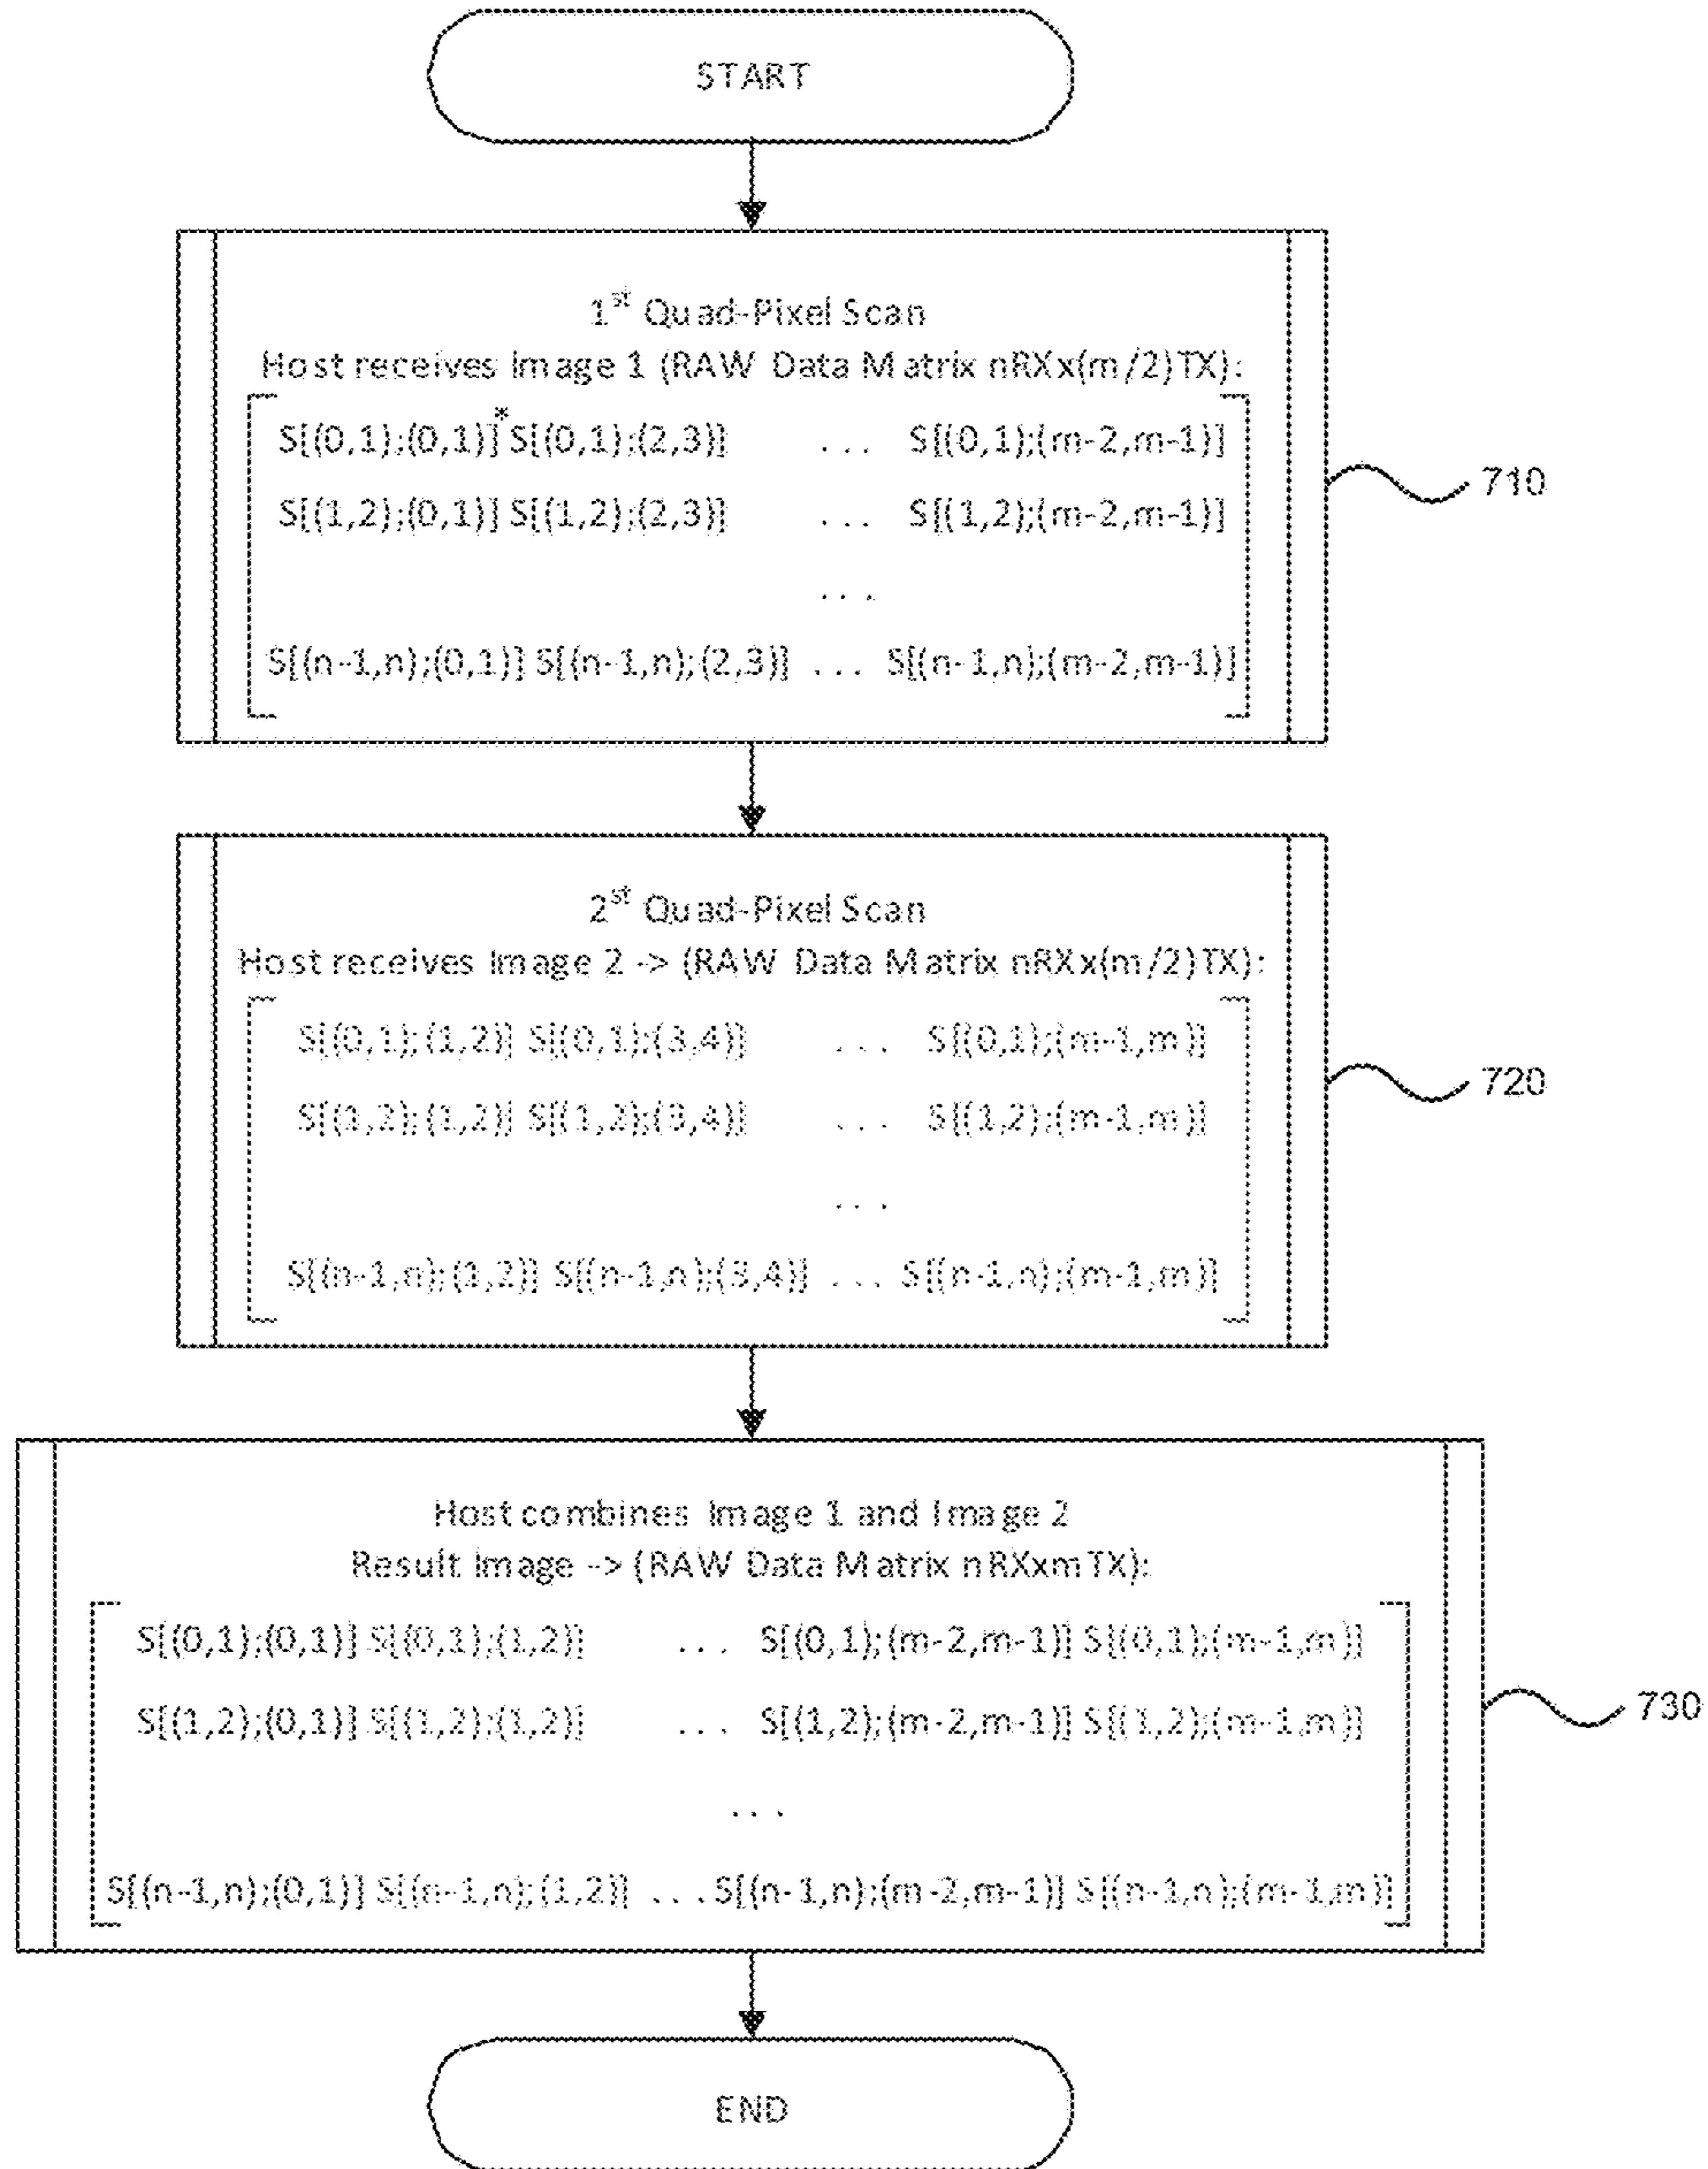 START
1st Quad-Pixel Scan
Host receives Image 1 (RAW Data Matrix nRXx(m/2)TX):
S[(0,1);(0,1)]* S[(0,1);(2,3)] ... S[(0,1);(m-2,m-1)]
S[(1,2);(0,1)] S[(1,2);(2,3)] ... S[(1,2);(m-2,m-1)]
...
S[(n-1,n);(0,1)] S[(n-1,n);(2,3)] ... S[(n-1,n);(m-2,m-1)]
710
2st Quad-Pixel Scan
Host receives Image 2 -> (RAW Data Matrix nRXx(m/2)TX):
S[(0,1);(1,2)] S[(0,1);(3,4)] ... S[(0,1);(m-1,m)]
S[(1,2);(1,2)] S[(1,2);(3,4)] ... S[(1,2);(m-1,m)]
...
S[(n-1,n);(1,2)] S[(n-1,n);(3,4)] ... S[(n-1,n);(m-1,m)]
720
Host combines Image 1 and Image 2
Result Image -> (RAW Data Matrix nRXxmTX):
S[(0,1);(0,1)] S[(0,1);(1,2)] ... S[(0,1);(m-2,m-1)] S[(0,1);(m-1,m)]
S[(1,2);(0,1)] S[(1,2);(1,2)] ... S[(1,2);(m-2,m-1)] S[(1,2);(m-1,m)]
...
S[(n-1,n);(0,1)] S[(n-1,n);(1,2)] ... S[(n-1,n);(m-2,m-1)] S[(n-1,n);(m-1,m)]
730
END